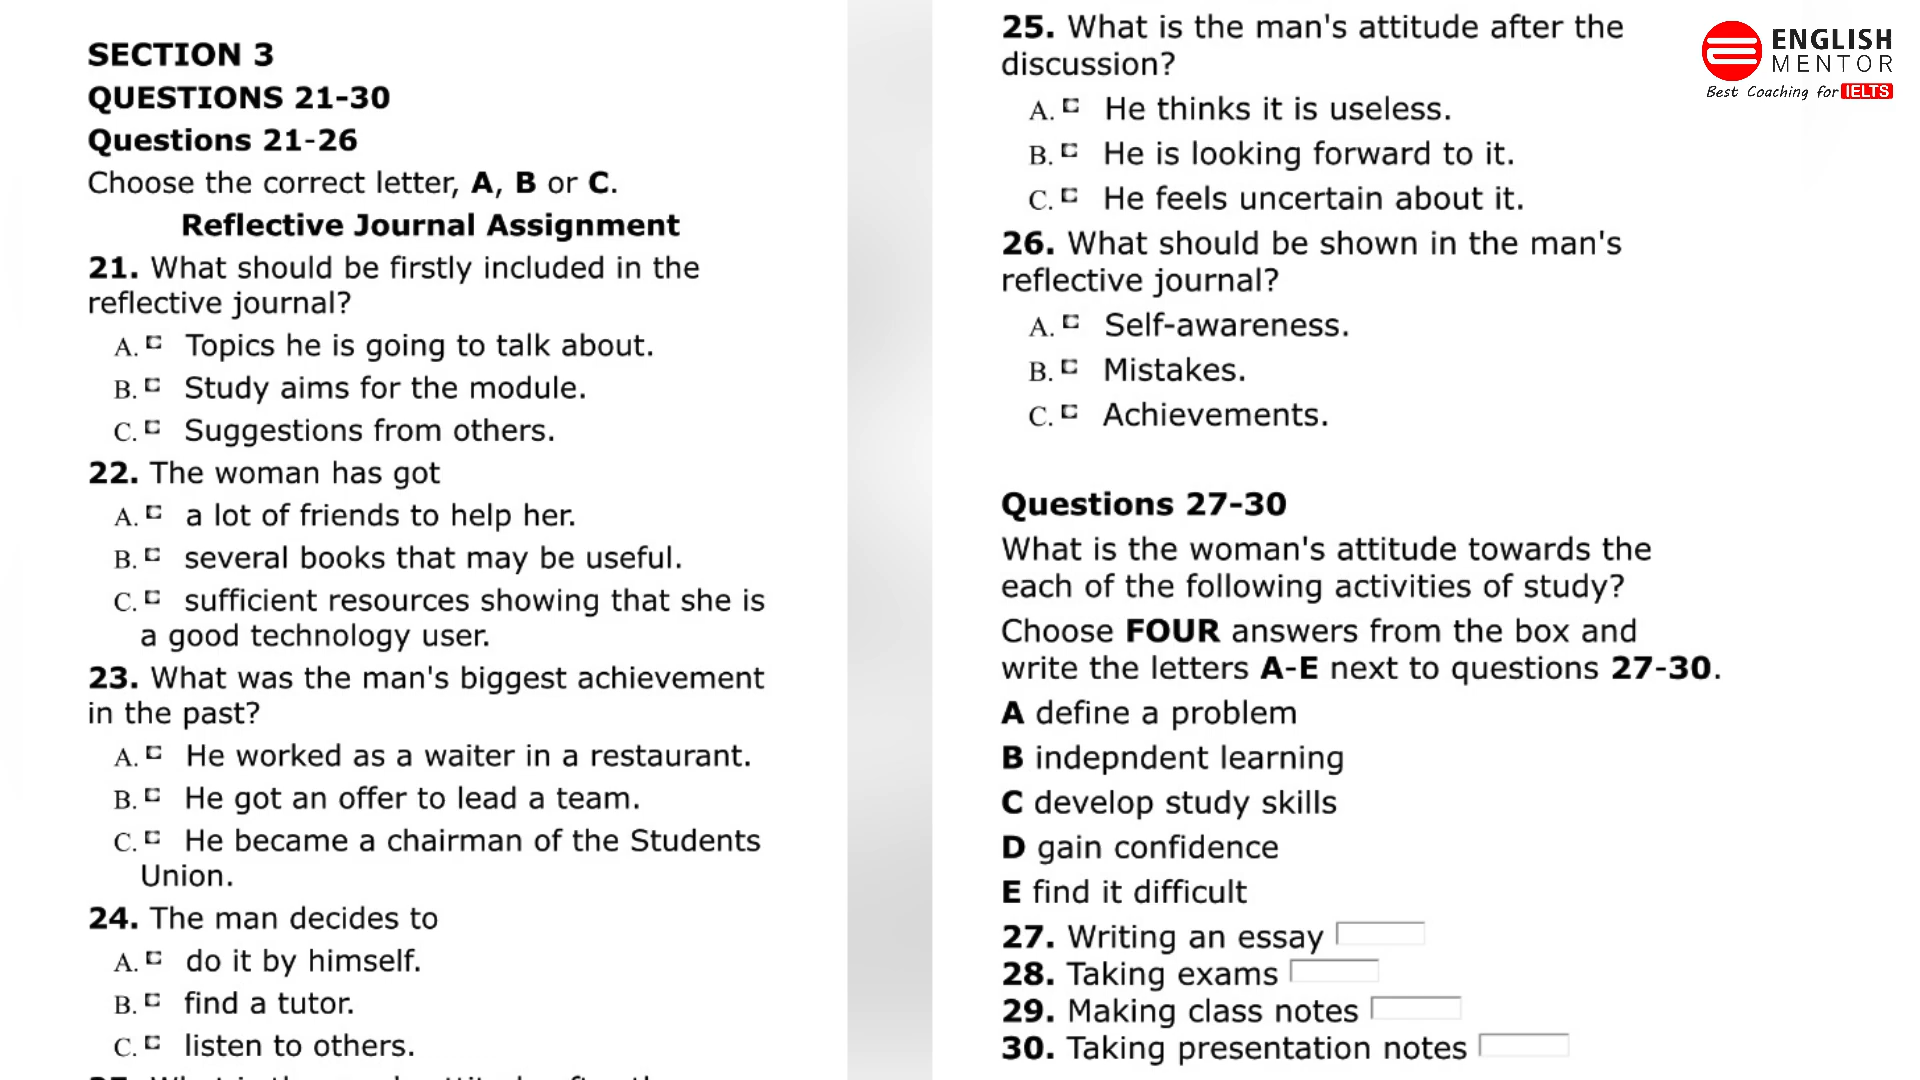 SECTION 3
QUESTIONS 21-30
Questions 21-26
Choose the correct letter, A, B or C.
Reflective Journal Assignment
21. What should be firstly included in the
reflective journal?
A. Topics he is going to talk about.
B. Study aims for the module.
C. Suggestions from others.
22. The woman has got
A. a lot of friends to help her.
B. several books that may be useful.
C. sufficient resources showing that she is
a good technology user.
23. What was the man's biggest achievement
in the past?
A. He worked as a waiter in a restaurant.
B. He got an offer to lead a team.
C. He became a chairman of the Students
Union.
24. The man decides to
A. do it by himself.
B. find a tutor.
C. listen to others.
25. What is the man's attitude after the
discussion?
A. He thinks it is useless.
B. He is looking forward to it.
C. He feels uncertain about it.
26. What should be shown in the man's
reflective journal?
A. Self-awareness.
B. Mistakes.
C. Achievements.
Questions 27-30
What is the woman's attitude towards the
each of the following activities of study?
Choose FOUR answers from the box and
write the letters A-E next to questions 27-30.
A define a problem
B indepndent learning
C develop study skills
D gain confidence
E find it difficult
27. Writing an essay
28. Taking exams
29. Making class notes
30. Taking presentation notes
ENGLISH
MENTOR
Best Coaching for IELTS